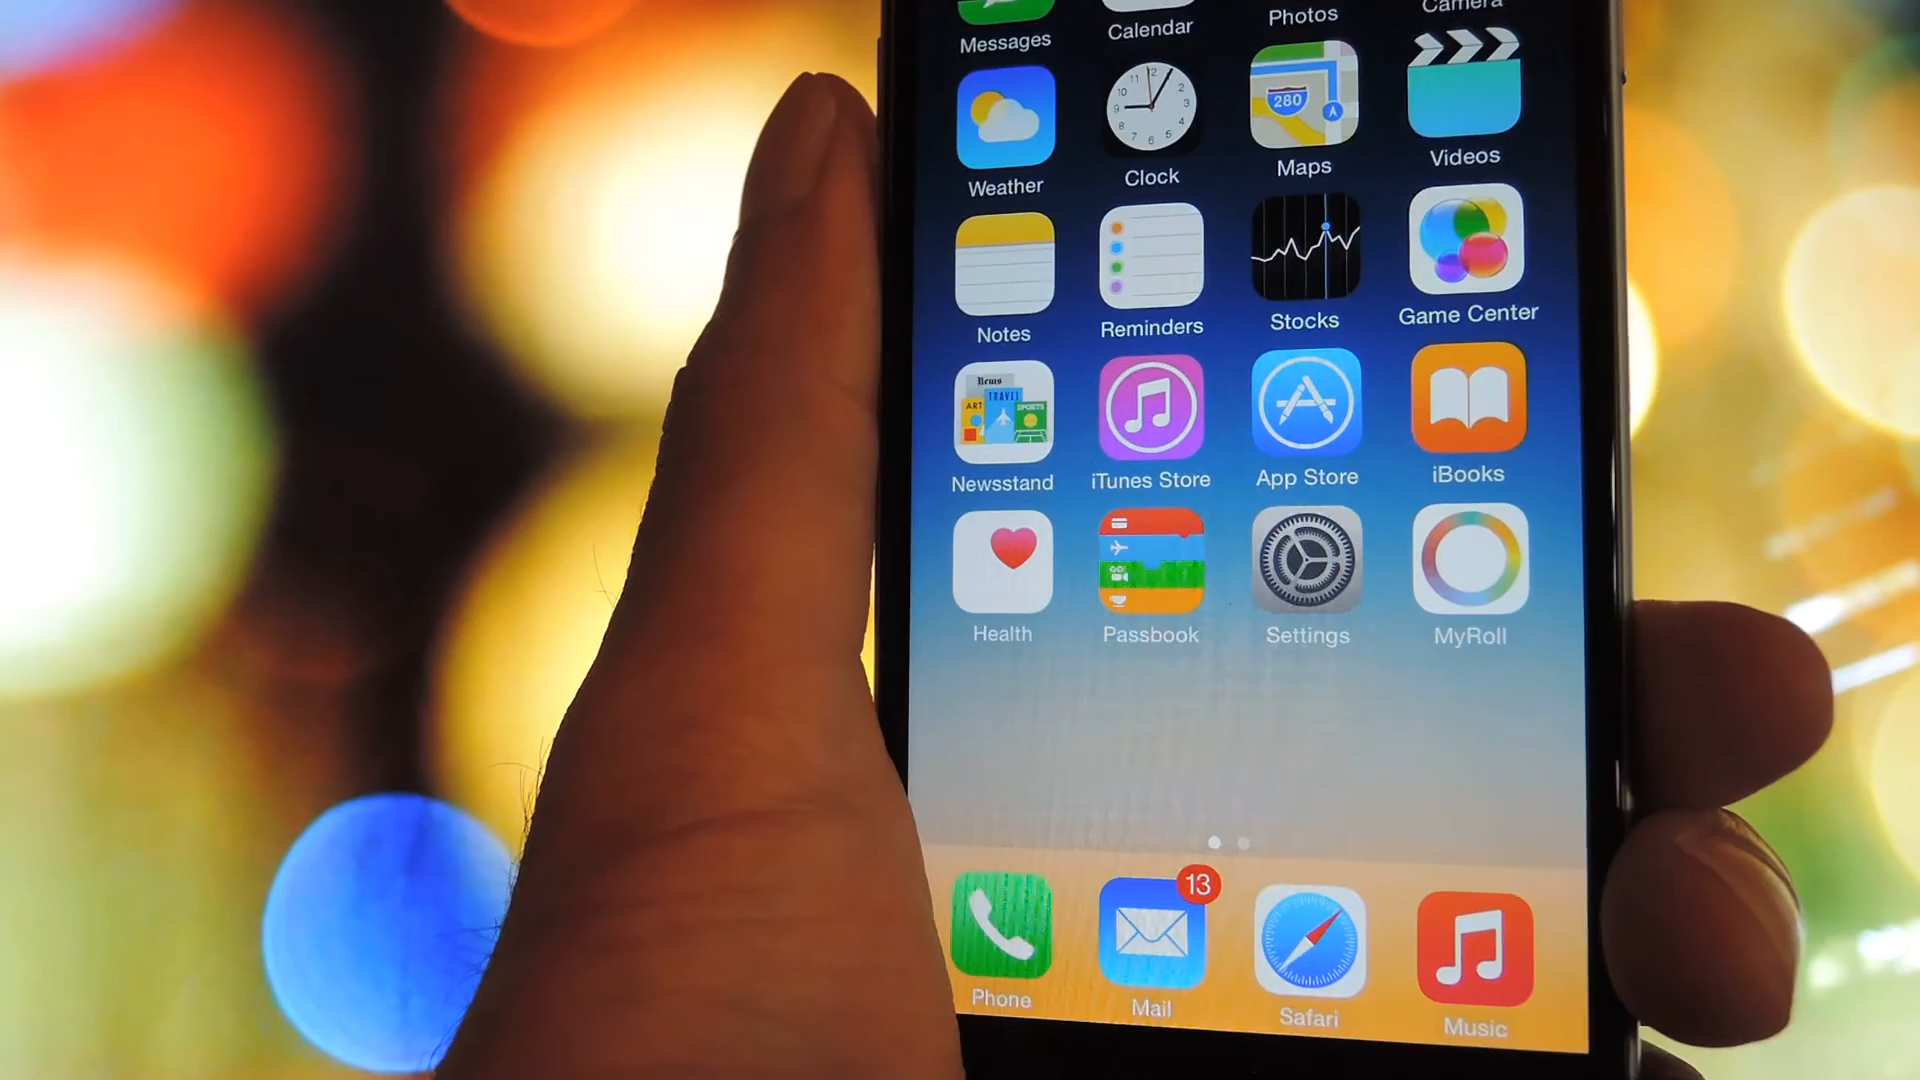 Messages Calendar Photos Camera
280
Weather Clock Maps Videos
Notes Reminders Stocks Game Center
News
ART TRAVEL SPORTS
Newsstand iTunes Store App Store iBooks
Health Passbook Settings MyRoll
13
Phone Mail Safari Music